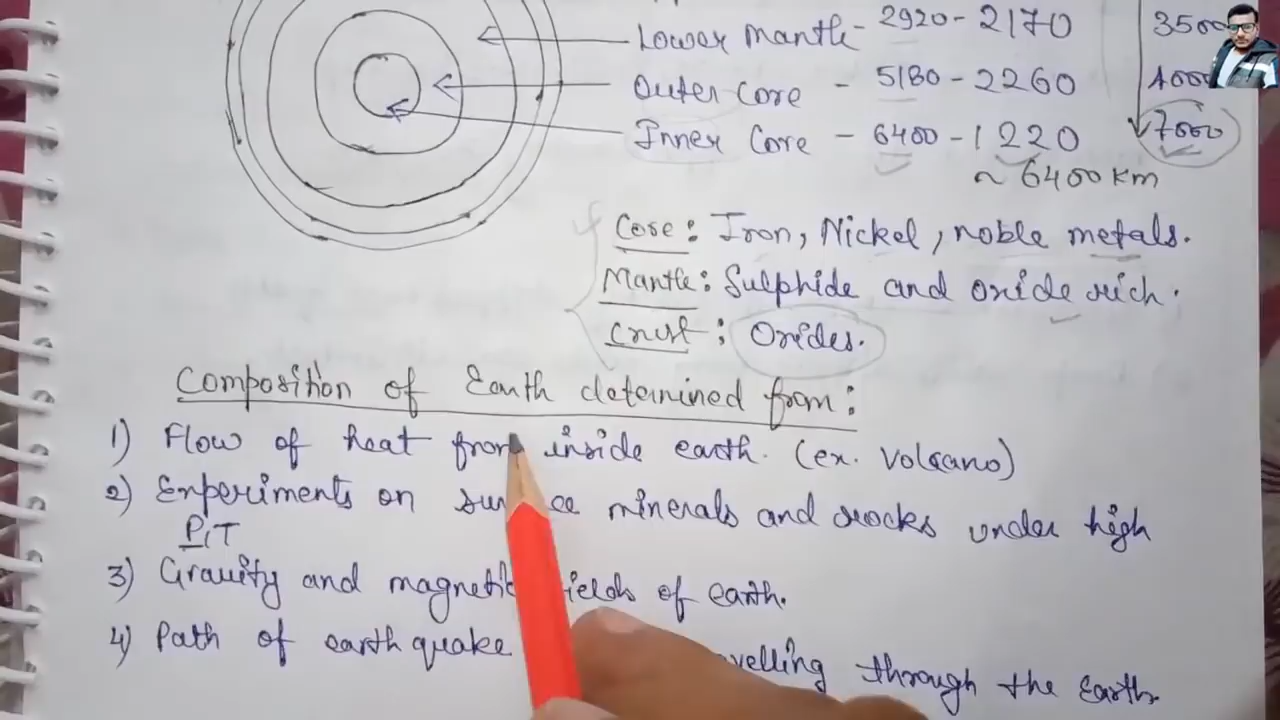 Lower mantle - 2920 - 2170 3500
Outer Core - 5180 - 2260 4000
Inner Core - 6400 - 1220 7000
~ 6400 km
Core: Iron, Nickel, noble metals.
Mantle: Sulphide and oxide rich.
Crust: Oxides.
Composition of Earth determined from:
1) Flow of heat from inside earth. (ex. Volcano)
2) Experiments on minerals and rocks under high
P,T
3) Gravity and magnetic fields of earth.
4) Path of earthquake through the Earth.